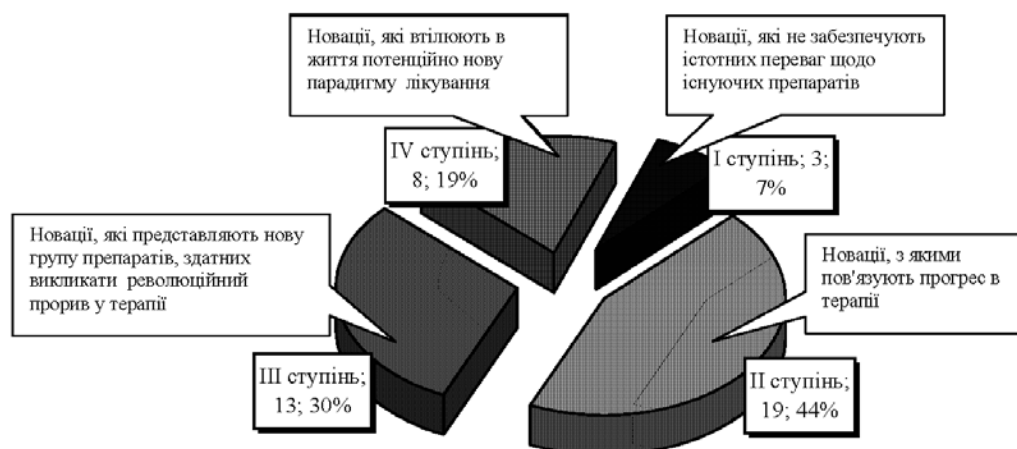 Новації, які втілюють в
життя потенційно нову
парадигму лікування
Новації, які не забезпечують
істотних переваг щодо
існуючих препаратів
IV ступінь;
8; 19%
I ступінь; 3;
7%
Новації, які представляють нову
групу препаратів, здатних
викликати революційний
прорив у терапії
Новації, з якими
пов'язують прогрес в
терапії
III ступінь;
13; 30%
II ступінь;
19; 44%